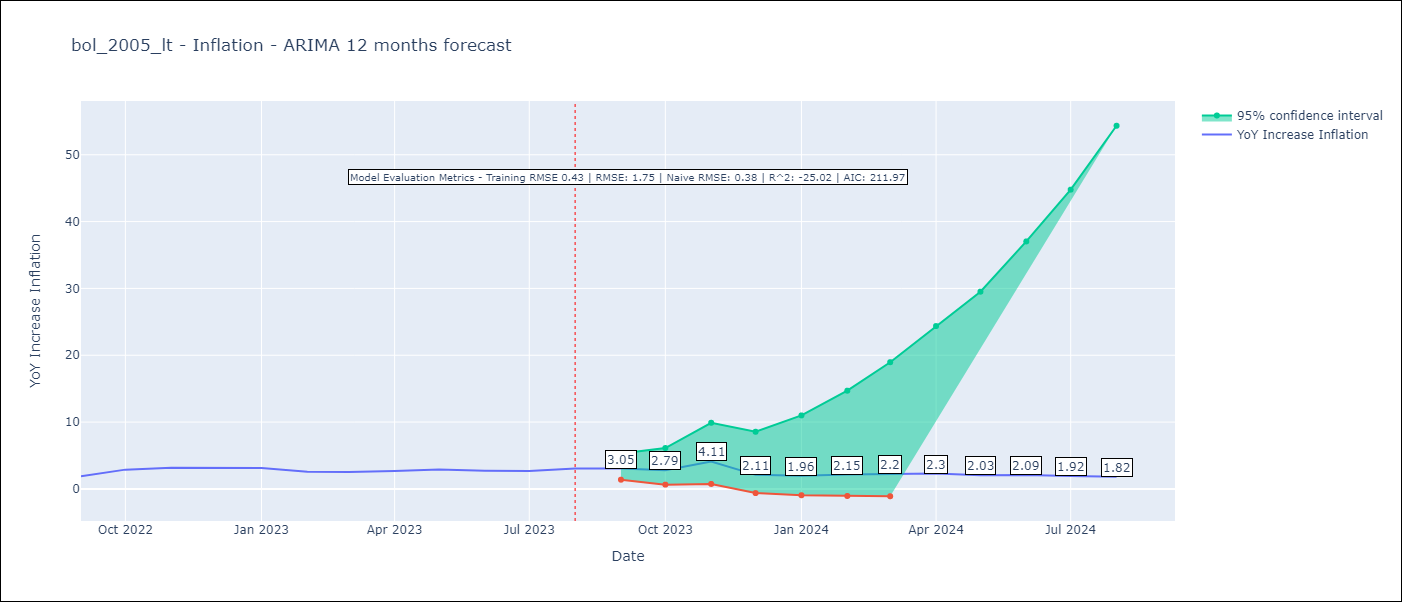 bol_2005_lt - Inflation - ARIMA 12 months forecast
95% confidence interval
YoY Increase Inflation
Model Evaluation Metrics - Training RMSE 0.43 | RMSE: 1.75 | Naive RMSE: 0.38 | R^2: -25.02 | AIC: 211.97
YoY Increase Inflation
50
40
30
20
10
0
3.05
2.79
4.11
2.11
1.96
2.15
2.2
2.3
2.03
2.09
1.92
1.82
Oct 2022
Jan 2023
Apr 2023
Jul 2023
Oct 2023
Jan 2024
Apr 2024
Jul 2024
Date